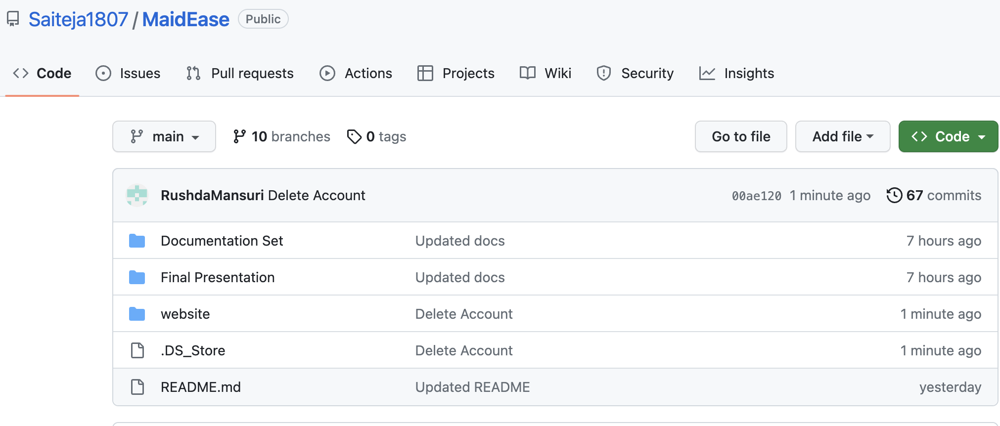 Saiteja1807 / MaidEase Public
Code Issues Pull requests Actions Projects Wiki Security Insights
main 10 branches 0 tags Go to file Add file Code
RushdaMansuri Delete Account 00ae120 1 minute ago 67 commits
Documentation Set Updated docs 7 hours ago
Final Presentation Updated docs 7 hours ago
website Delete Account 1 minute ago
.DS_Store Delete Account 1 minute ago
README.md Updated README yesterday